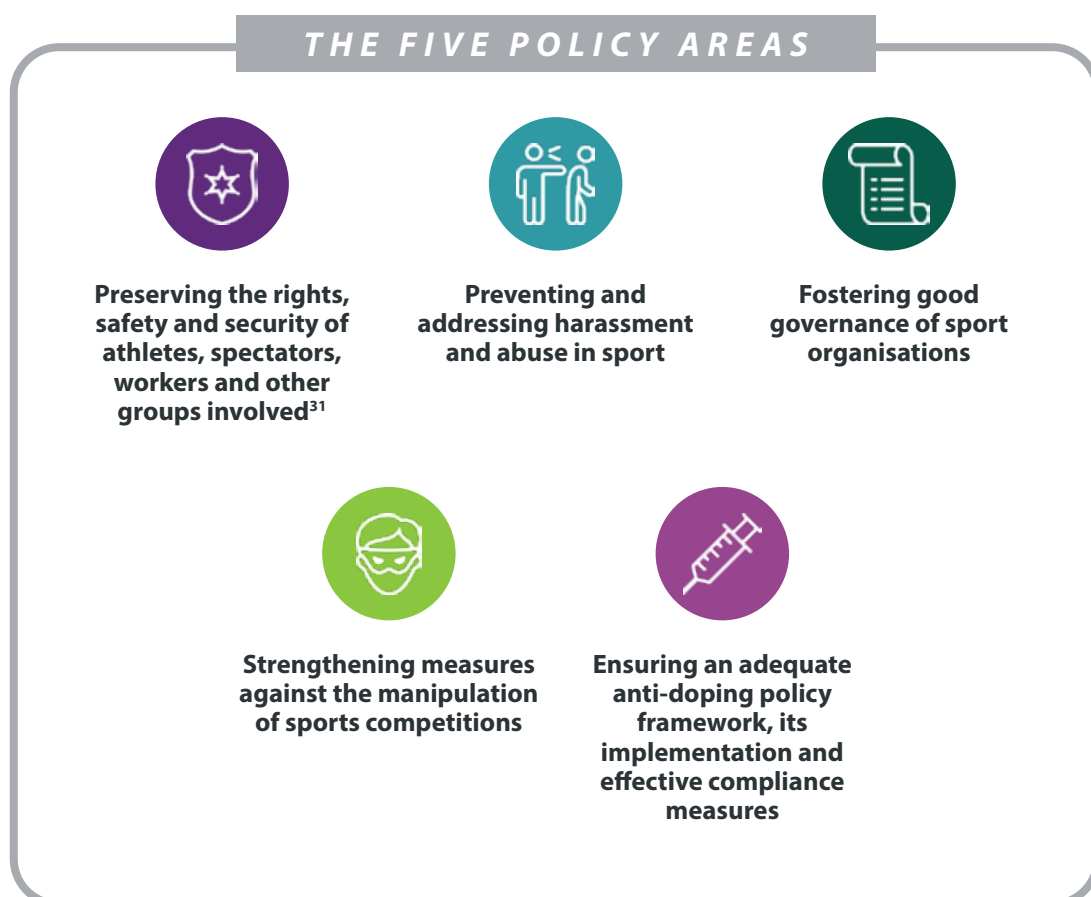 THE FIVE POLICY AREAS
Preserving the rights,
safety and security of
athletes, spectators,
workers and other
groups involved³¹
Preventing and
addressing harassment
and abuse in sport
Fostering good
governance of sport
organisations
Strengthening measures
against the manipulation
of sports competitions
Ensuring an adequate
anti-doping policy
framework, its
implementation and
effective compliance
measures